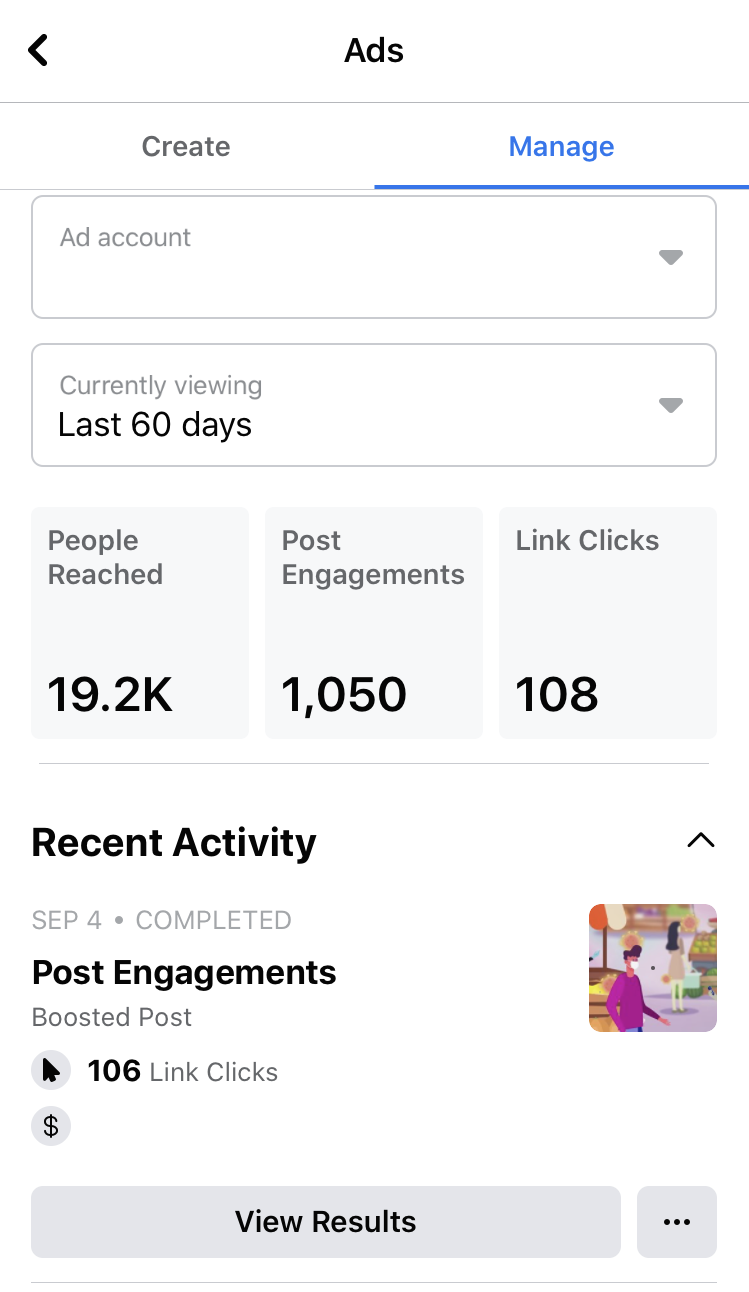 Ads
Create
Manage
Ad account
Currently viewing
Last 60 days
People
Reached
19.2K
Post
Engagements
1,050
Link Clicks
108
Recent Activity
SEP 4 • COMPLETED
Post Engagements
Boosted Post
106 Link Clicks
$
View Results